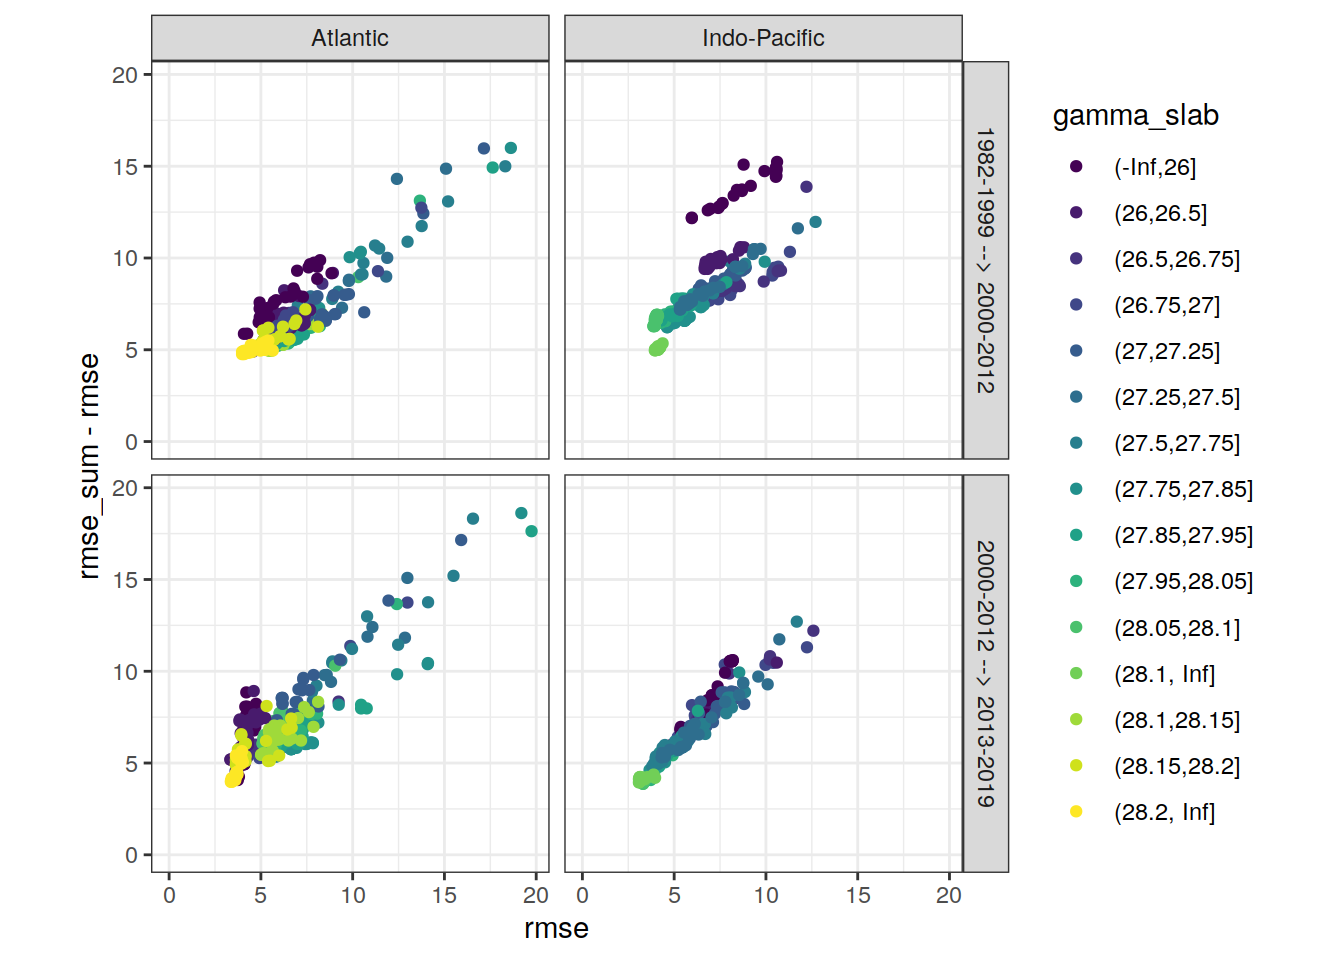 Atlantic
Indo-Pacific
20
15
10
5
0
1982-1999 --> 2000-2012
rmse_sum - rmse
20
15
10
5
0
2000-2012 --> 2013-2019
0 5 10 15 20
0 5 10 15 20
rmse
gamma_slab
(-Inf,26]
(26,26.5]
(26.5,26.75]
(26.75,27]
(27,27.25]
(27.25,27.5]
(27.5,27.75]
(27.75,27.85]
(27.85,27.95]
(27.95,28.05]
(28.05,28.1]
(28.1, Inf]
(28.1,28.15]
(28.15,28.2]
(28.2, Inf]